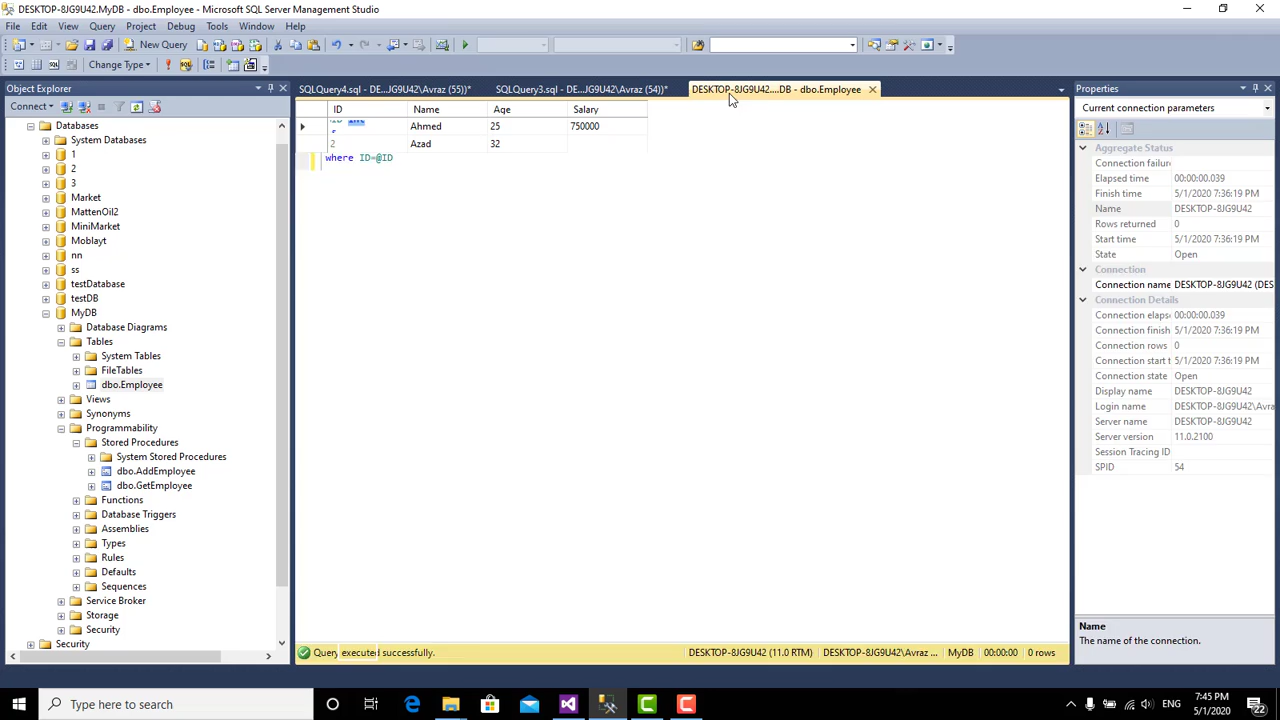 DESKTOP-8JG9U42.MyDB - dbo.Employee - Microsoft SQL Server Management Studio
File Edit View Query Project Debug Tools Window Help
New Query
Change Type
Object Explorer
Connect
Databases
System Databases
1
2
3
Market
MattenOil2
MiniMarket
Moblayt
nn
ss
testDatabase
testDB
MyDB
Database Diagrams
Tables
System Tables
FileTables
dbo.Employee
Views
Synonyms
Programmability
Stored Procedures
System Stored Procedures
dbo.AddEmployee
dbo.GetEmployee
Functions
Database Triggers
Assemblies
Types
Rules
Defaults
Sequences
Service Broker
Storage
Security
Security
SQLQuery4.sql - DE...JG9U42\Avraz (55))* SQLQuery3.sql - DE...JG9U42\Avraz (54))* DESKTOP-8JG9U42....DB - dbo.Employee
ID Name Age Salary
Ahmed 25 750000
2 Azad 32
where ID=@ID
Query executed successfully. DESKTOP-8JG9U42 (11.0 RTM) DESKTOP-8JG9U42\Avraz ... MyDB 00:00:00 0 rows
Properties
Current connection parameters
Aggregate Status
Connection failur
Elapsed time 00:00:00.039
Finish time 5/1/2020 7:36:19 PM
Name DESKTOP-8JG9U42
Rows returned 0
Start time 5/1/2020 7:36:19 PM
State Open
Connection
Connection name DESKTOP-8JG9U42 (DES
Connection Details
Connection elaps 00:00:00.039
Connection finish 5/1/2020 7:36:19 PM
Connection rows 0
Connection start t 5/1/2020 7:36:19 PM
Connection state Open
Display name DESKTOP-8JG9U42
Login name DESKTOP-8JG9U42\Avra
Server name DESKTOP-8JG9U42
Server version 11.0.2100
Session Tracing ID
SPID 54
Name
The name of the connection.
Type here to search
ENG
7:45 PM
5/1/2020
22